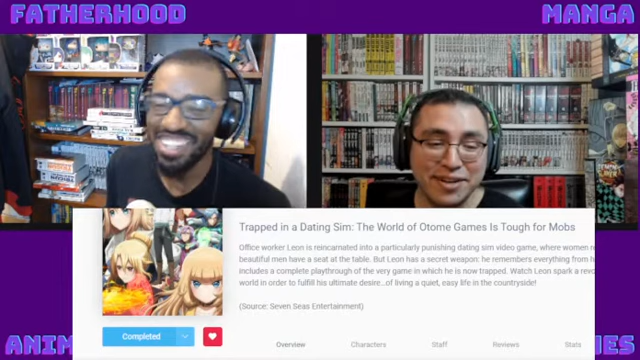 FATHERHOOD
MANGA
Trapped in a Dating Sim: The World of Otome Games Is Tough for Mobs
Office worker Leon is reincarnated into a particularly punishing dating sim video game, where women r
beautiful men have a seat at the table. But Leon has a secret weapon: he remembers everything from h
includes a complete playthrough of the very game in which he is now trapped. Watch Leon spark a revo
world in order to fulfill his ultimate desire...of living a quiet, easy life in the countryside!
(Source: Seven Seas Entertainment)
Completed
Overview
Characters
Staff
Reviews
Stats
ANIM
ES